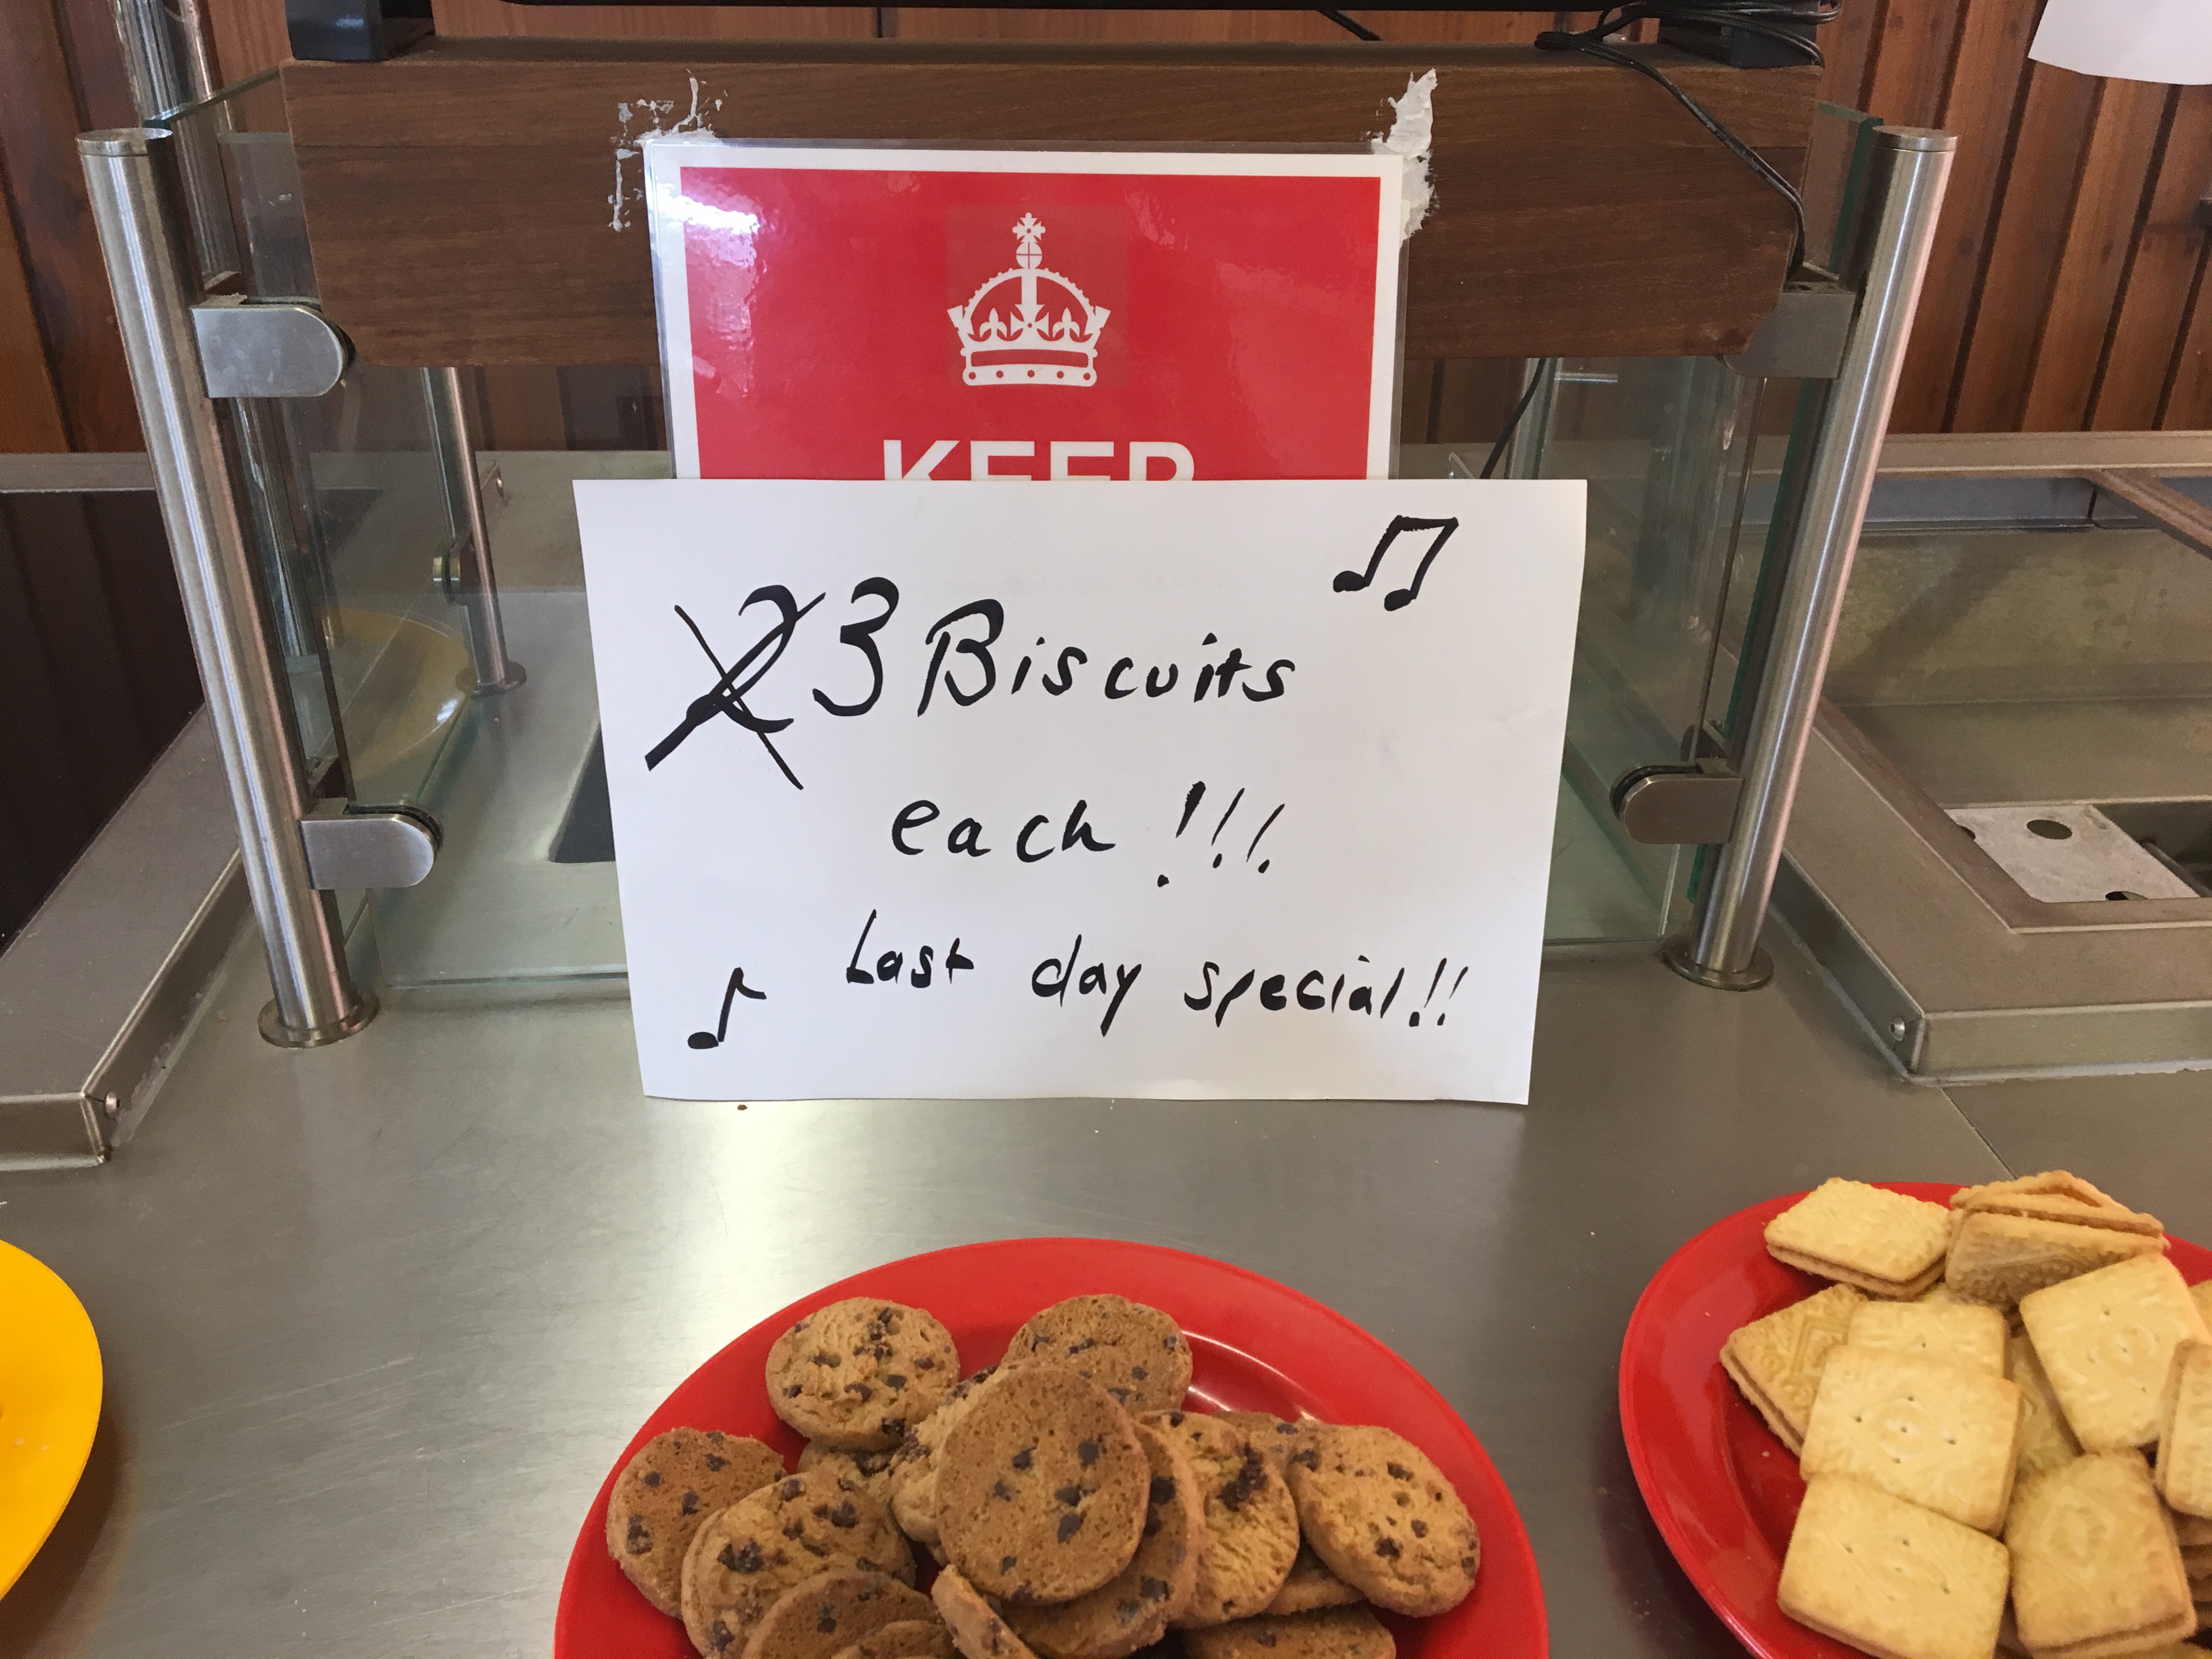 KEEP
2 3 Biscuits
each !!!
Last day special!!